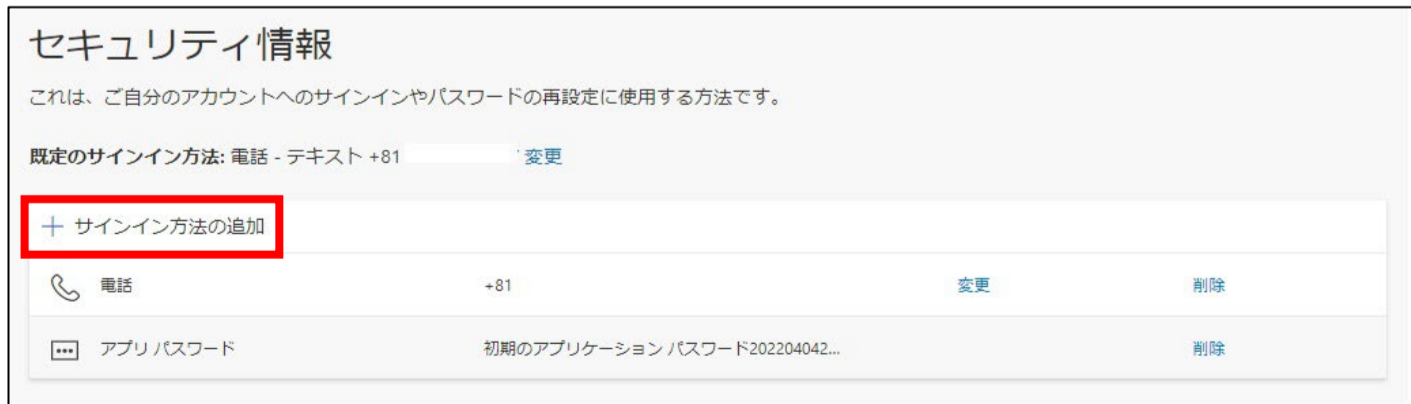 セキュリティ情報
これは、ご自分のアカウントへのサインインやパスワードの再設定に使用する方法です。
既定のサインイン方法: 電話 - テキスト +81 変更
+ サインイン方法の追加
電話 +81 変更 削除
アプリ パスワード 初期のアプリケーション パスワード202204042... 削除